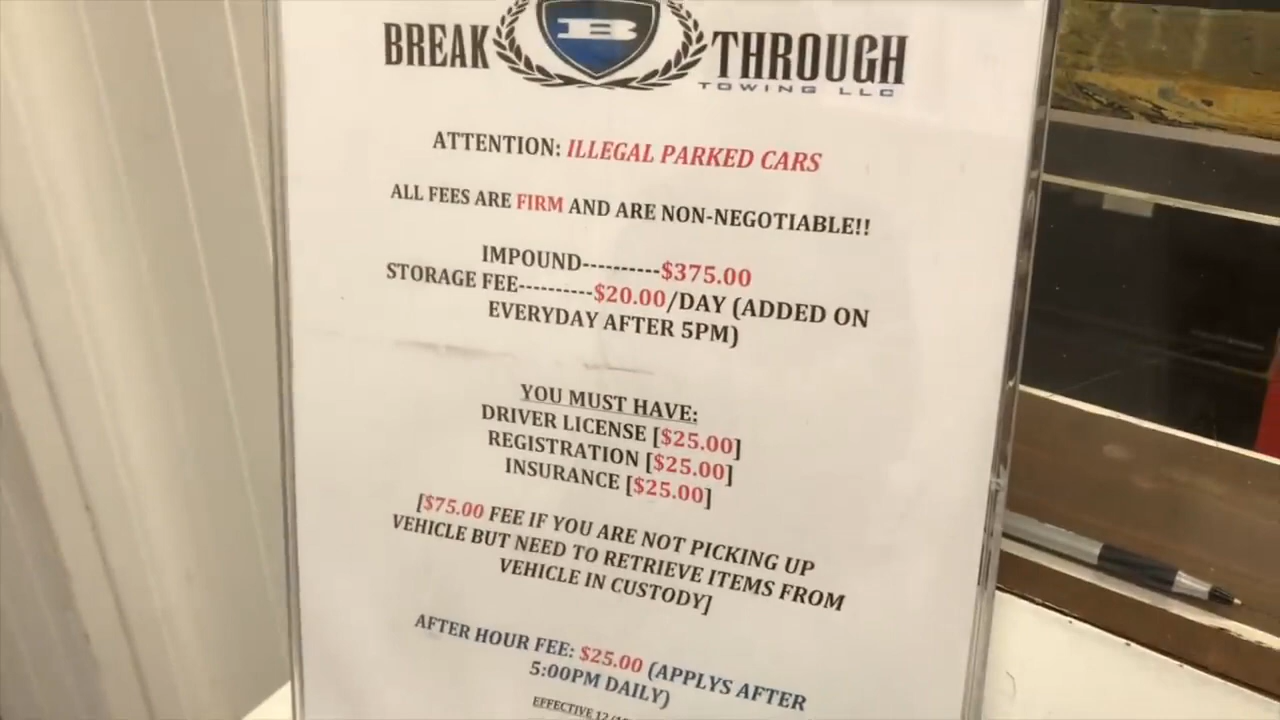 BREAK B THROUGH
TOWING LLC
ATTENTION: ILLEGAL PARKED CARS
ALL FEES ARE FIRM AND ARE NON-NEGOTIABLE!!
IMPOUND----------$375.00
STORAGE FEE----------$20.00/DAY (ADDED ON
EVERYDAY AFTER 5PM)
YOU MUST HAVE:
DRIVER LICENSE [$25.00]
REGISTRATION [$25.00]
INSURANCE [$25.00]
[$75.00 FEE IF YOU ARE NOT PICKING UP
VEHICLE BUT NEED TO RETRIEVE ITEMS FROM
VEHICLE IN CUSTODY]
AFTER HOUR FEE: $25.00 (APPLYS AFTER
5:00PM DAILY)
EFFECTIVE 12